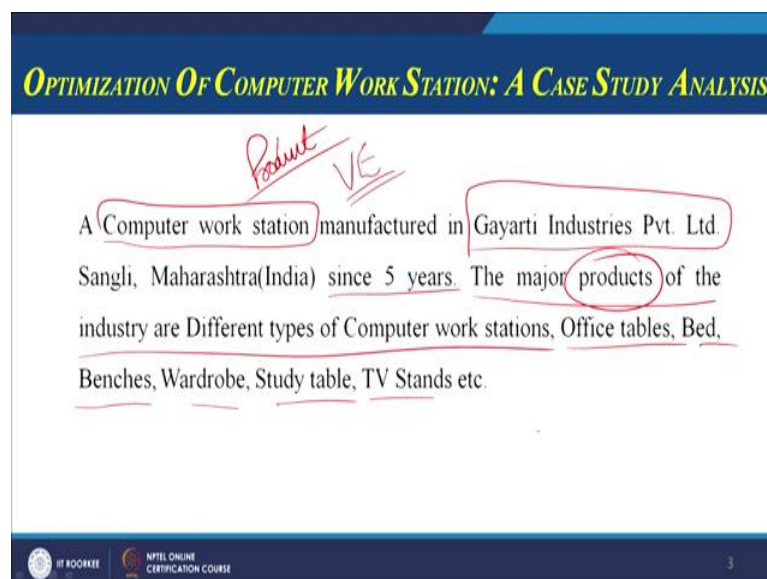 OPTIMIZATION OF COMPUTER WORK STATION: A CASE STUDY ANALYSIS
Product
VE
A Computer work station manufactured in Gayarti Industries Pvt. Ltd.
Sangli, Maharashtra(India) since 5 years. The major products of the
industry are Different types of Computer work stations, Office tables, Bed,
Benches, Wardrobe, Study table, TV Stands etc.
IIT ROORKEE
NPTEL ONLINE
CERTIFICATION COURSE
3